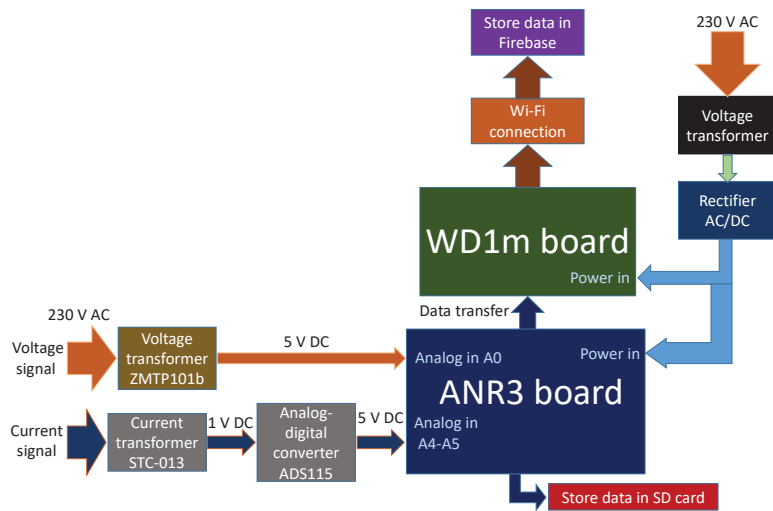 Store data in
Firebase
230 V AC
Wi-Fi
connection
Voltage
transformer
Rectifier
AC/DC
WD1m board
Power in
230 V AC
Data transfer
Voltage
signal
Voltage
transformer
ZMTP101b
5 V DC
Analog in A0
Power in
ANR3 board
Current
signal
Current
transformer
STC-013
1 V DC
Analog-
digital
converter
ADS115
5 V DC
Analog in
A4-A5
Store data in SD card